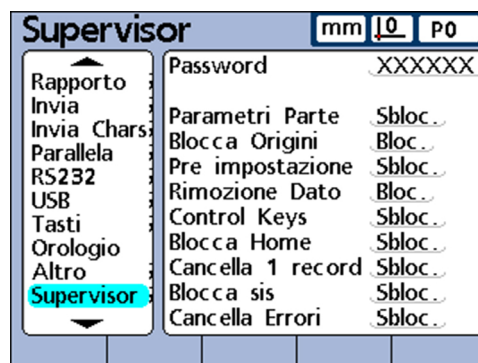 Supervisor
mm
0
P0
Rapporto
Invia
Invia Chars
Parallela
RS232
USB
Tasti
Orologio
Altro
Supervisor
Password XXXXXX
Parametri Parte Sbloc.
Blocca Origini Bloc.
Pre impostazione Sbloc.
Rimozione Dato Bloc.
Control Keys Sbloc.
Blocca Home Sbloc.
Cancella 1 record Sbloc.
Blocca sis Sbloc.
Cancella Errori Sbloc.